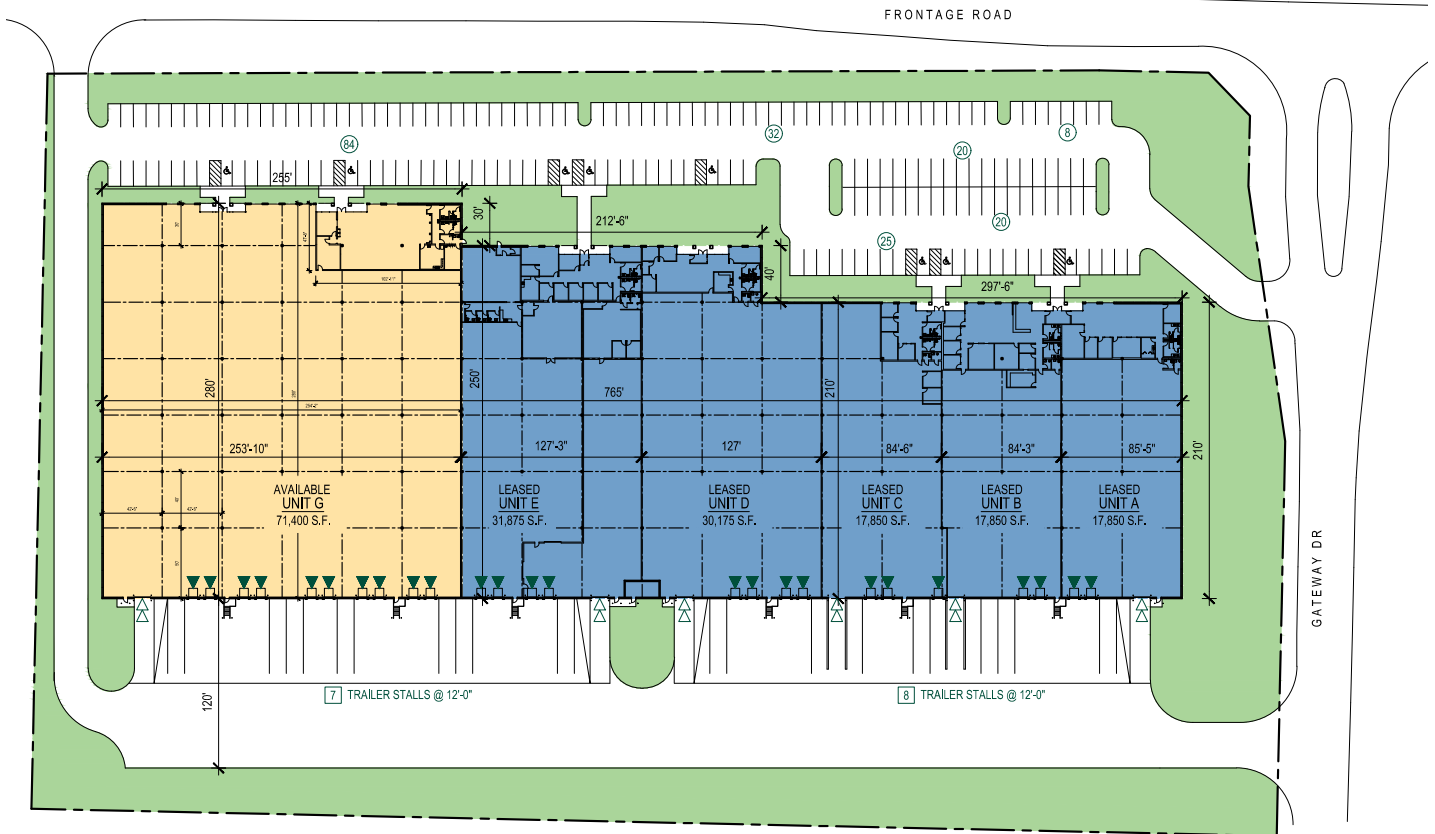 FRONTAGE ROAD
84
32
8
20
20
25
255'
30'
212'-6"
40'
297'-6"
280'
250'
765'
210'
210'
253'-10"
127'-3"
127'
84'-6"
84'-3"
85'-5"
AVAILABLE
UNIT G
71,400 S.F.
LEASED
UNIT E
31,875 S.F.
LEASED
UNIT D
30,175 S.F.
LEASED
UNIT C
17,850 S.F.
LEASED
UNIT B
17,850 S.F.
LEASED
UNIT A
17,850 S.F.
GATEWAY DR
120'
7 TRAILER STALLS @ 12'-0"
8 TRAILER STALLS @ 12'-0"